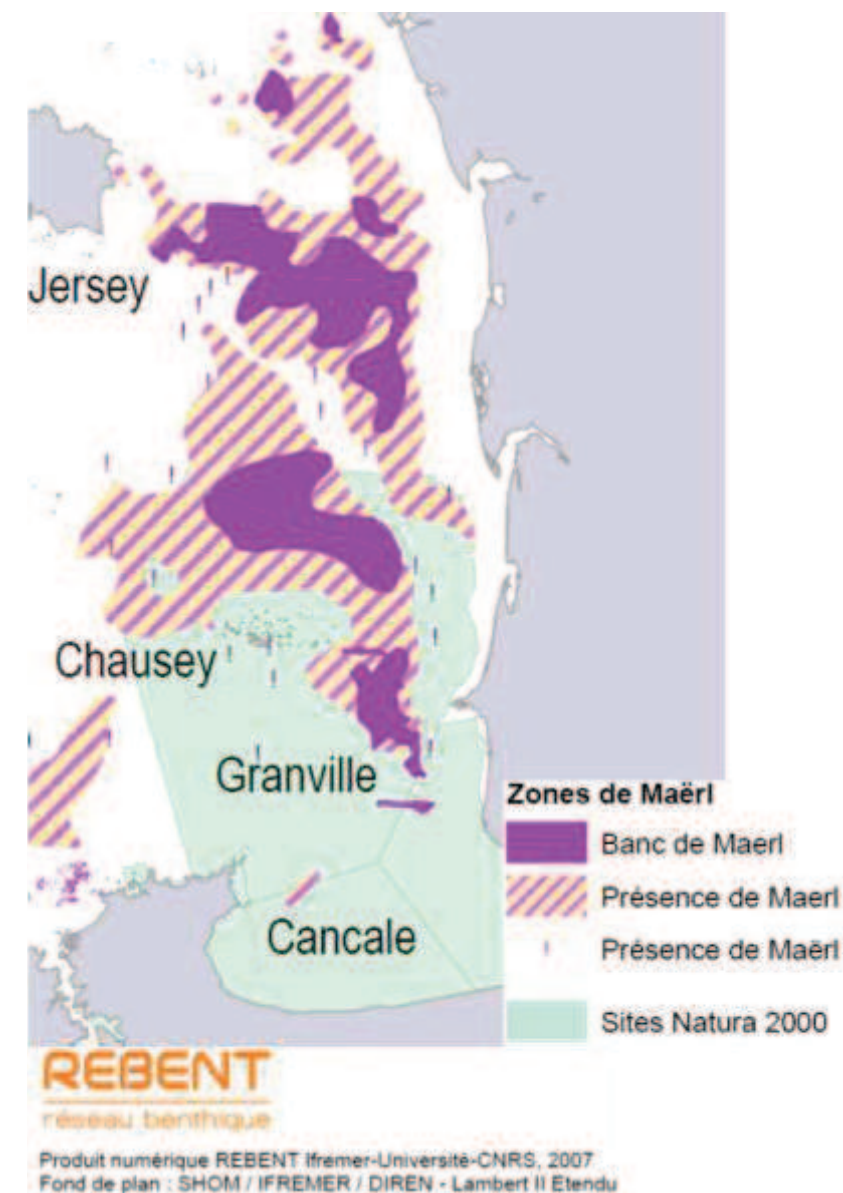 Jersey
Chausey
Granville
Cancale
Zones de Maërl
Banc de Maerl
Présence de Maerl
Présence de Maërl
Sites Natura 2000
REBENT
réseau benthique
Produit numérique REBENT Ifremer-Université-CNRS, 2007
Fond de plan : SHOM / IFREMER / DIREN - Lambert II Etendu